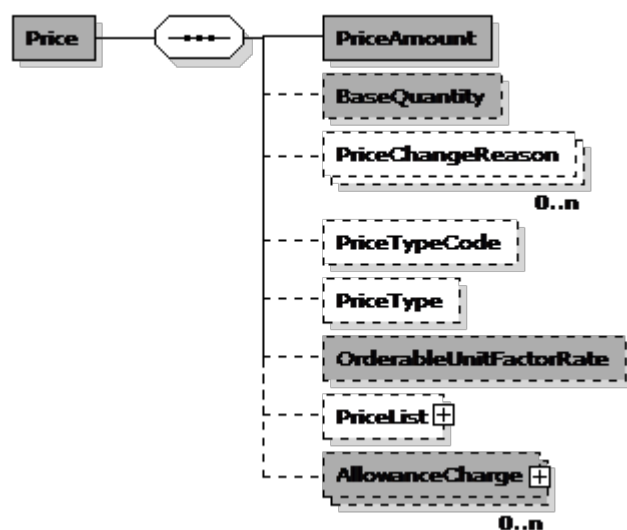 Price
PriceAmount
BaseQuantity
PriceChangeReason
0..n
PriceTypeCode
PriceType
OrderableUnitFactorRate
PriceList
AllowanceCharge
0..n